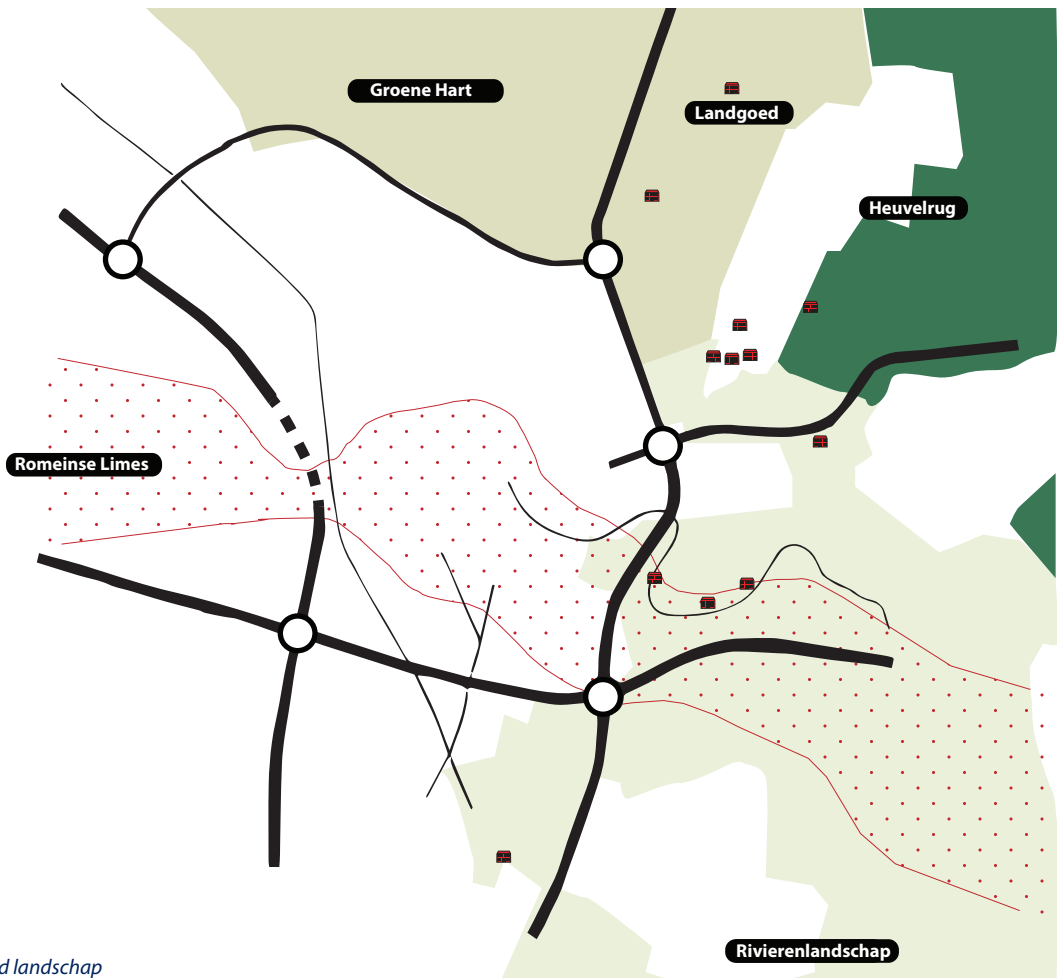 Groene Hart
Landgoed
Heuvelrug
Romeinse Limes
Rivierenlandschap
landschap